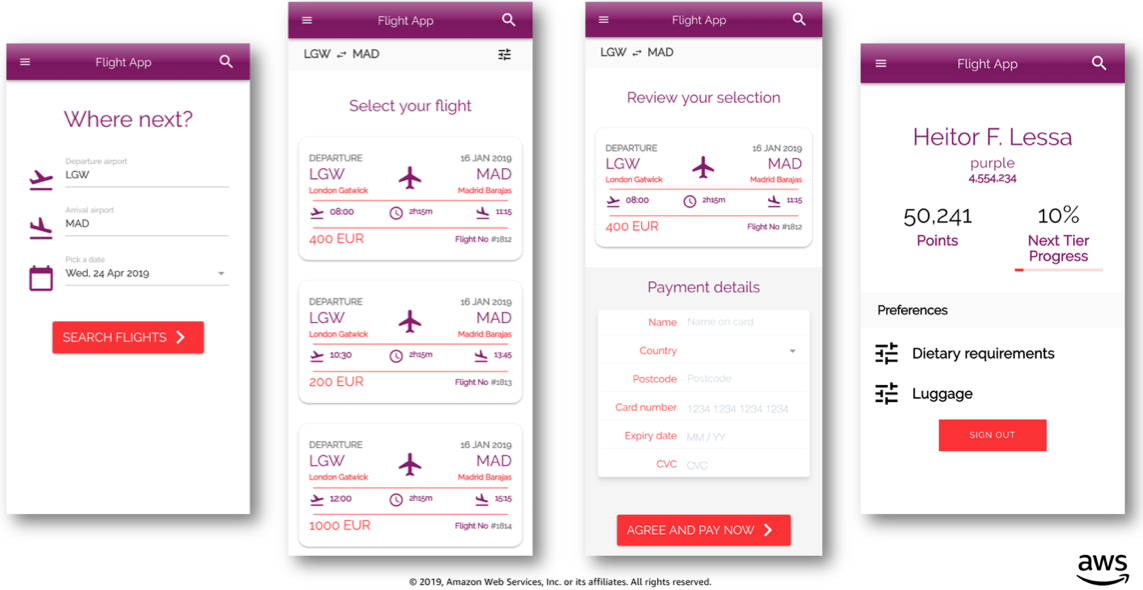 Flight App
Where next?
Departure airport
LGW
Arrival airport
MAD
Pick a date
Wed, 24 Apr 2019
SEARCH FLIGHTS
Flight App
LGW MAD
Select your flight
DEPARTURE 16 JAN 2019
LGW MAD
London Gatwick Madrid Barajas
08:00 2h15m 11:15
400 EUR Flight No #1812
DEPARTURE 16 JAN 2019
LGW MAD
London Gatwick Madrid Barajas
10:30 2h15m 13:45
200 EUR Flight No #1813
DEPARTURE 16 JAN 2019
LGW MAD
London Gatwick Madrid Barajas
12:00 2h15m 15:15
1000 EUR Flight No #1814
Flight App
LGW MAD
Review your selection
DEPARTURE 16 JAN 2019
LGW MAD
London Gatwick Madrid Barajas
08:00 2h15m 11:15
400 EUR Flight No #1812
Payment details
Name Name on card
Country
Postcode Postcode
Card number 1234 1234 1234 1234
Expiry date MM / YY
CVC CVC
AGREE AND PAY NOW
Flight App
Heitor F. Lessa
purple
4,554,234
50,241 10%
Points Next Tier
Progress
Preferences
Dietary requirements
Luggage
SIGN OUT
© 2019, Amazon Web Services, Inc. or its affiliates. All rights reserved.
aws